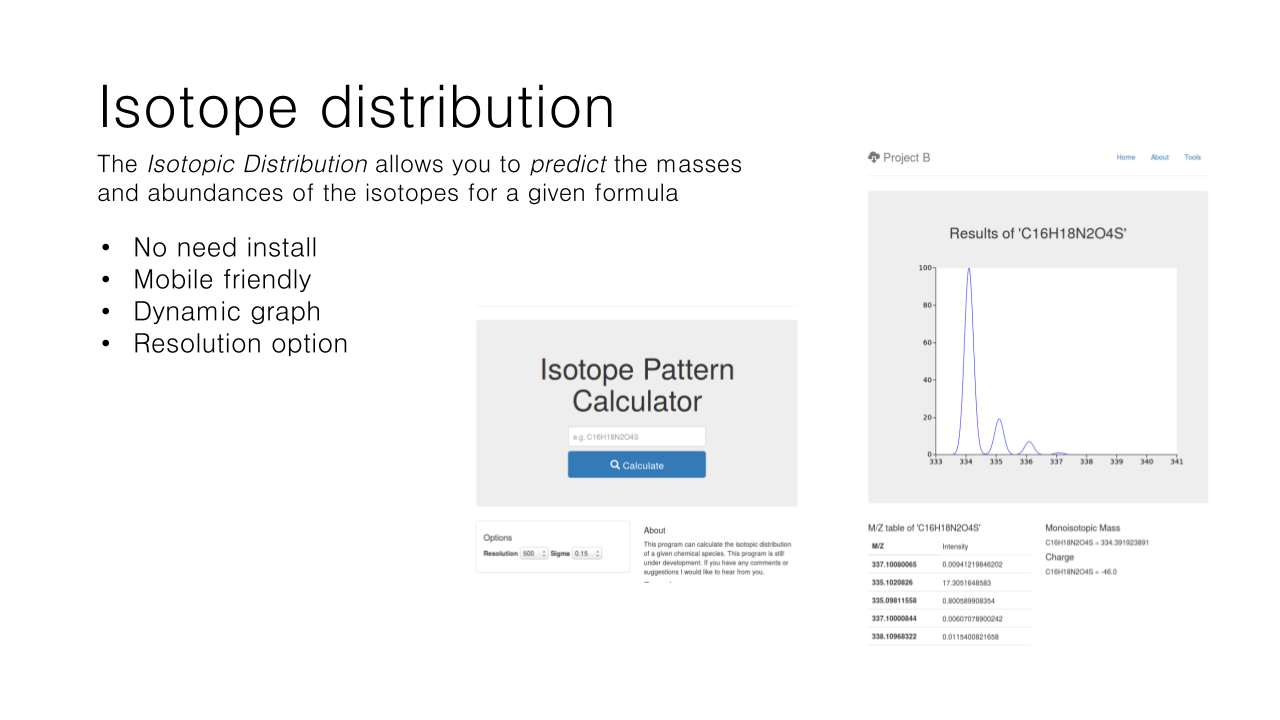 Isotope distribution
The Isotopic Distribution allows you to predict the masses
and abundances of the isotopes for a given formula
• No need install
• Mobile friendly
• Dynamic graph
• Resolution option
Isotope Pattern
Calculator
e.g. C16H18N2O4S
Calculate
Options
Resolution 500 Sigma 0.15
About
This program can calculate the isotopic distribution
of a given chemical species. This program is still
under development. If you have any comments or
suggestions I would like to hear from you.
Project B
Home About Tools
Results of 'C16H18N2O4S'
100
80
60
40
20
0
333 334 335 336 337 338 339 340 341
M/Z table of 'C16H18N2O4S'
M/Z Intensity
337.10080065 0.00941219846202
335.1020826 17.3051648583
335.09811558 0.800589908354
337.10000844 0.00607078900242
338.10968322 0.0115400821658
Monoisotopic Mass
C16H18N2O4S = 334.391923891
Charge
C16H18N2O4S = -46.0